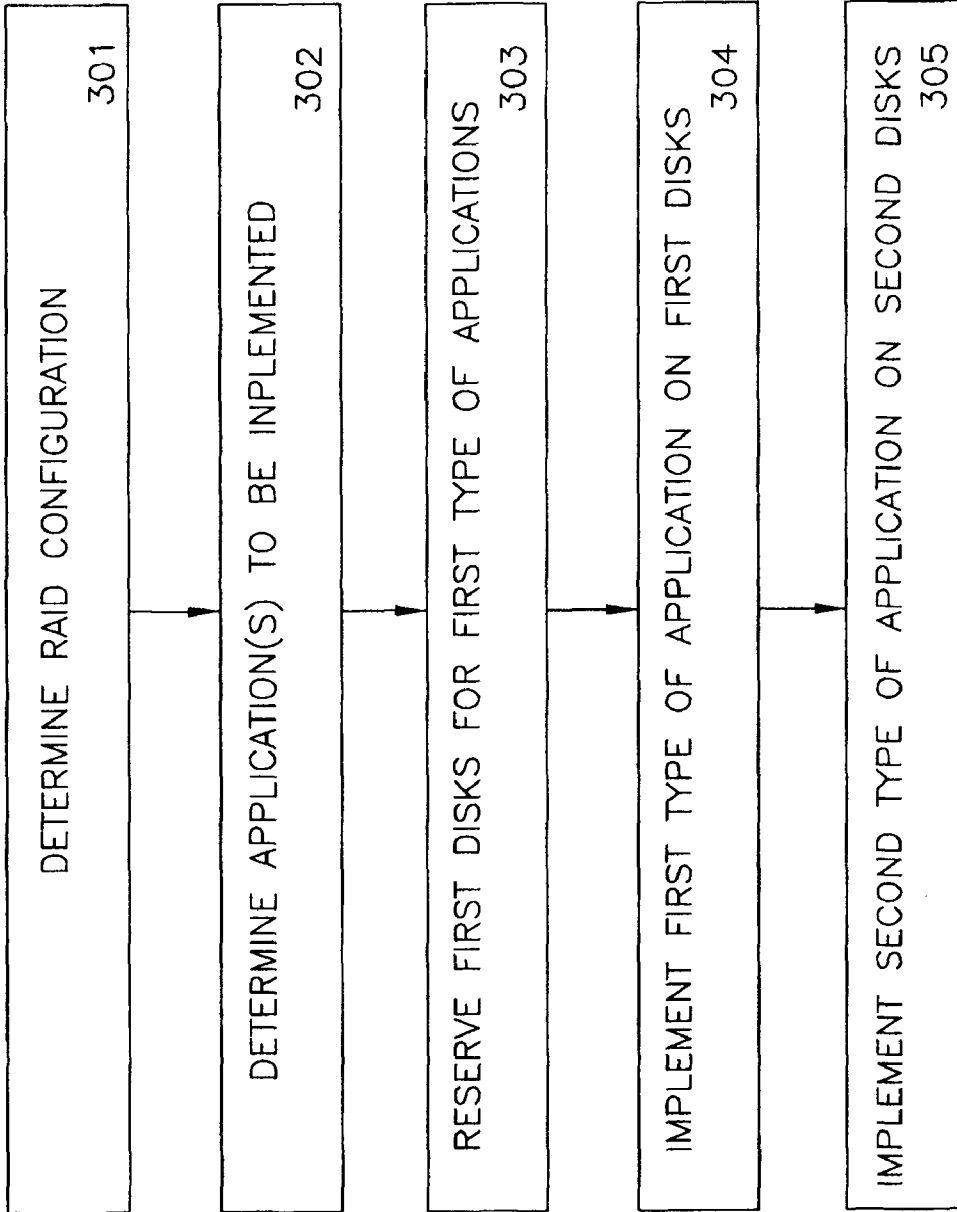 DETERMINE RAID CONFIGURATION
301
DETERMINE APPLICATION(S) TO BE INPLEMENTED
302
RESERVE FIRST DISKS FOR FIRST TYPE OF APPLICATIONS
303
IMPLEMENT FIRST TYPE OF APPLICATION ON FIRST DISKS
304
IMPLEMENT SECOND TYPE OF APPLICATION ON SECOND DISKS
305